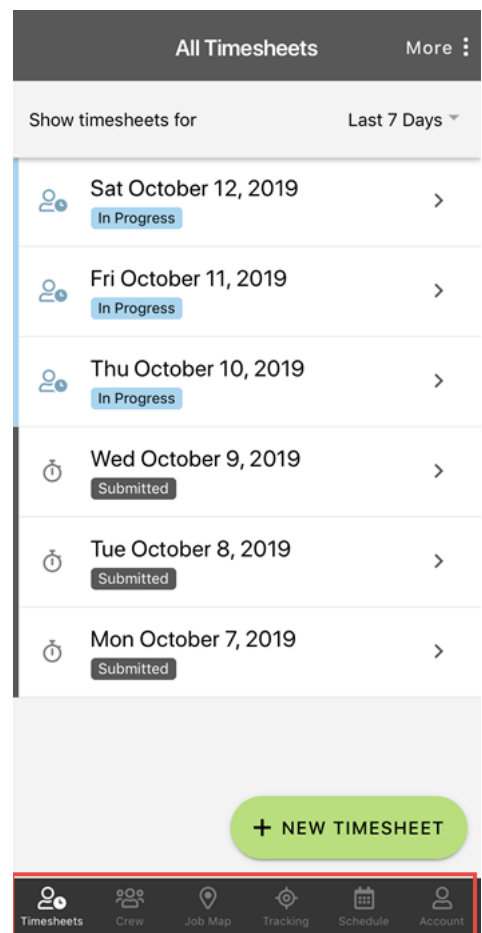 All Timesheets More
Show timesheets for Last 7 Days
Sat October 12, 2019
In Progress
Fri October 11, 2019
In Progress
Thu October 10, 2019
In Progress
Wed October 9, 2019
Submitted
Tue October 8, 2019
Submitted
Mon October 7, 2019
Submitted
+ NEW TIMESHEET
Timesheets Crew Job Map Tracking Schedule Account